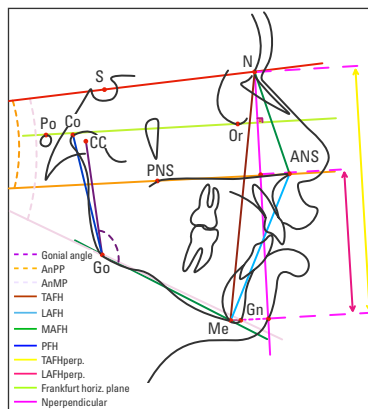 N
S
Po
Co
CC
Or
PNS
ANS
Go
Me
Gn
Gonial angle
AnPP
AnMP
TAFH
LAFH
MAFH
PFH
TAFHperp.
LAFHperp.
Frankfurt horiz. plane
Nperpendicular